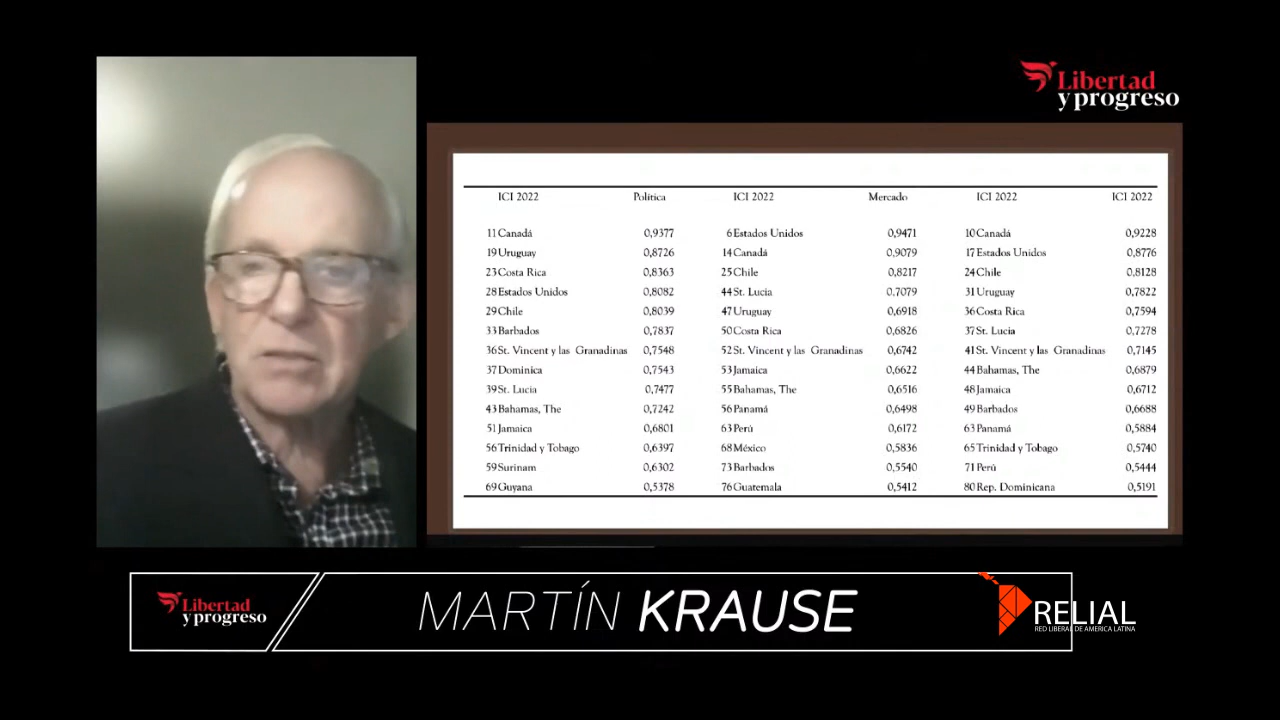 Libertad
y progreso
ICI 2022 Política ICI 2022 Mercado ICI 2022 ICI 2022
11 Canadá 0,9377 6 Estados Unidos 0,9471 10 Canadá 0,9228
19 Uruguay 0,8726 14 Canadá 0,9079 17 Estados Unidos 0,8776
23 Costa Rica 0,8363 25 Chile 0,8217 24 Chile 0,8128
28 Estados Unidos 0,8082 44 St. Lucia 0,7079 31 Uruguay 0,7822
29 Chile 0,8039 47 Uruguay 0,6918 36 Costa Rica 0,7594
33 Barbados 0,7837 50 Costa Rica 0,6826 37 St. Lucia 0,7278
36 St. Vincent y las Granadinas 0,7548 52 St. Vincent y las Granadinas 0,6742 41 St. Vincent y las Granadinas 0,7145
37 Dominica 0,7543 53 Jamaica 0,6622 44 Bahamas, The 0,6879
39 St. Lucia 0,7477 55 Bahamas, The 0,6516 48 Jamaica 0,6712
43 Bahamas, The 0,7242 56 Panamá 0,6498 49 Barbados 0,6688
51 Jamaica 0,6801 63 Perú 0,6172 63 Panamá 0,5884
56 Trinidad y Tobago 0,6397 68 México 0,5836 65 Trinidad y Tobago 0,5740
59 Surinam 0,6302 73 Barbados 0,5540 71 Perú 0,5444
69 Guyana 0,5378 76 Guatemala 0,5412 80 Rep. Dominicana 0,5191
Libertad
y progreso
MARTÍN KRAUSE
RELIAL
RED LIBERAL DE AMERICA LATINA